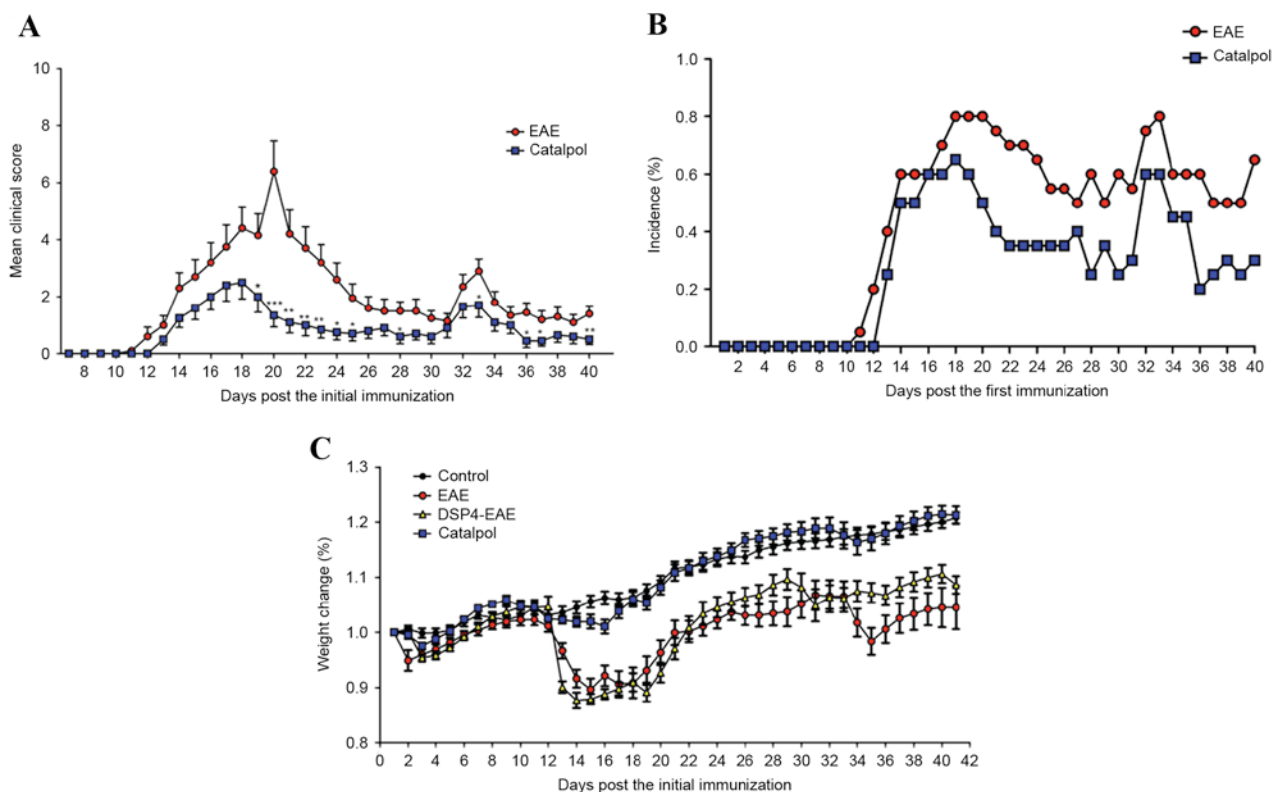 A
10
8
6
4
2
0
Mean clinical score
EAE
Catalpol
*
***
**
**
**
*
*
*
*
*
*
**
8 10 12 14 16 18 20 22 24 26 28 30 32 34 36 38 40
Days post the initial immunization
B
EAE
Catalpol
1.0
0.8
0.6
0.4
0.2
0.0
Incidence (%)
2 4 6 8 10 12 14 16 18 20 22 24 26 28 30 32 34 36 38 40
Days post the first immunization
C
1.3
1.2
1.1
1.0
0.9
0.8
Weight change (%)
Control
EAE
DSP4-EAE
Catalpol
0 2 4 6 8 10 12 14 16 18 20 22 24 26 28 30 32 34 36 38 40 42
Days post the initial immunization